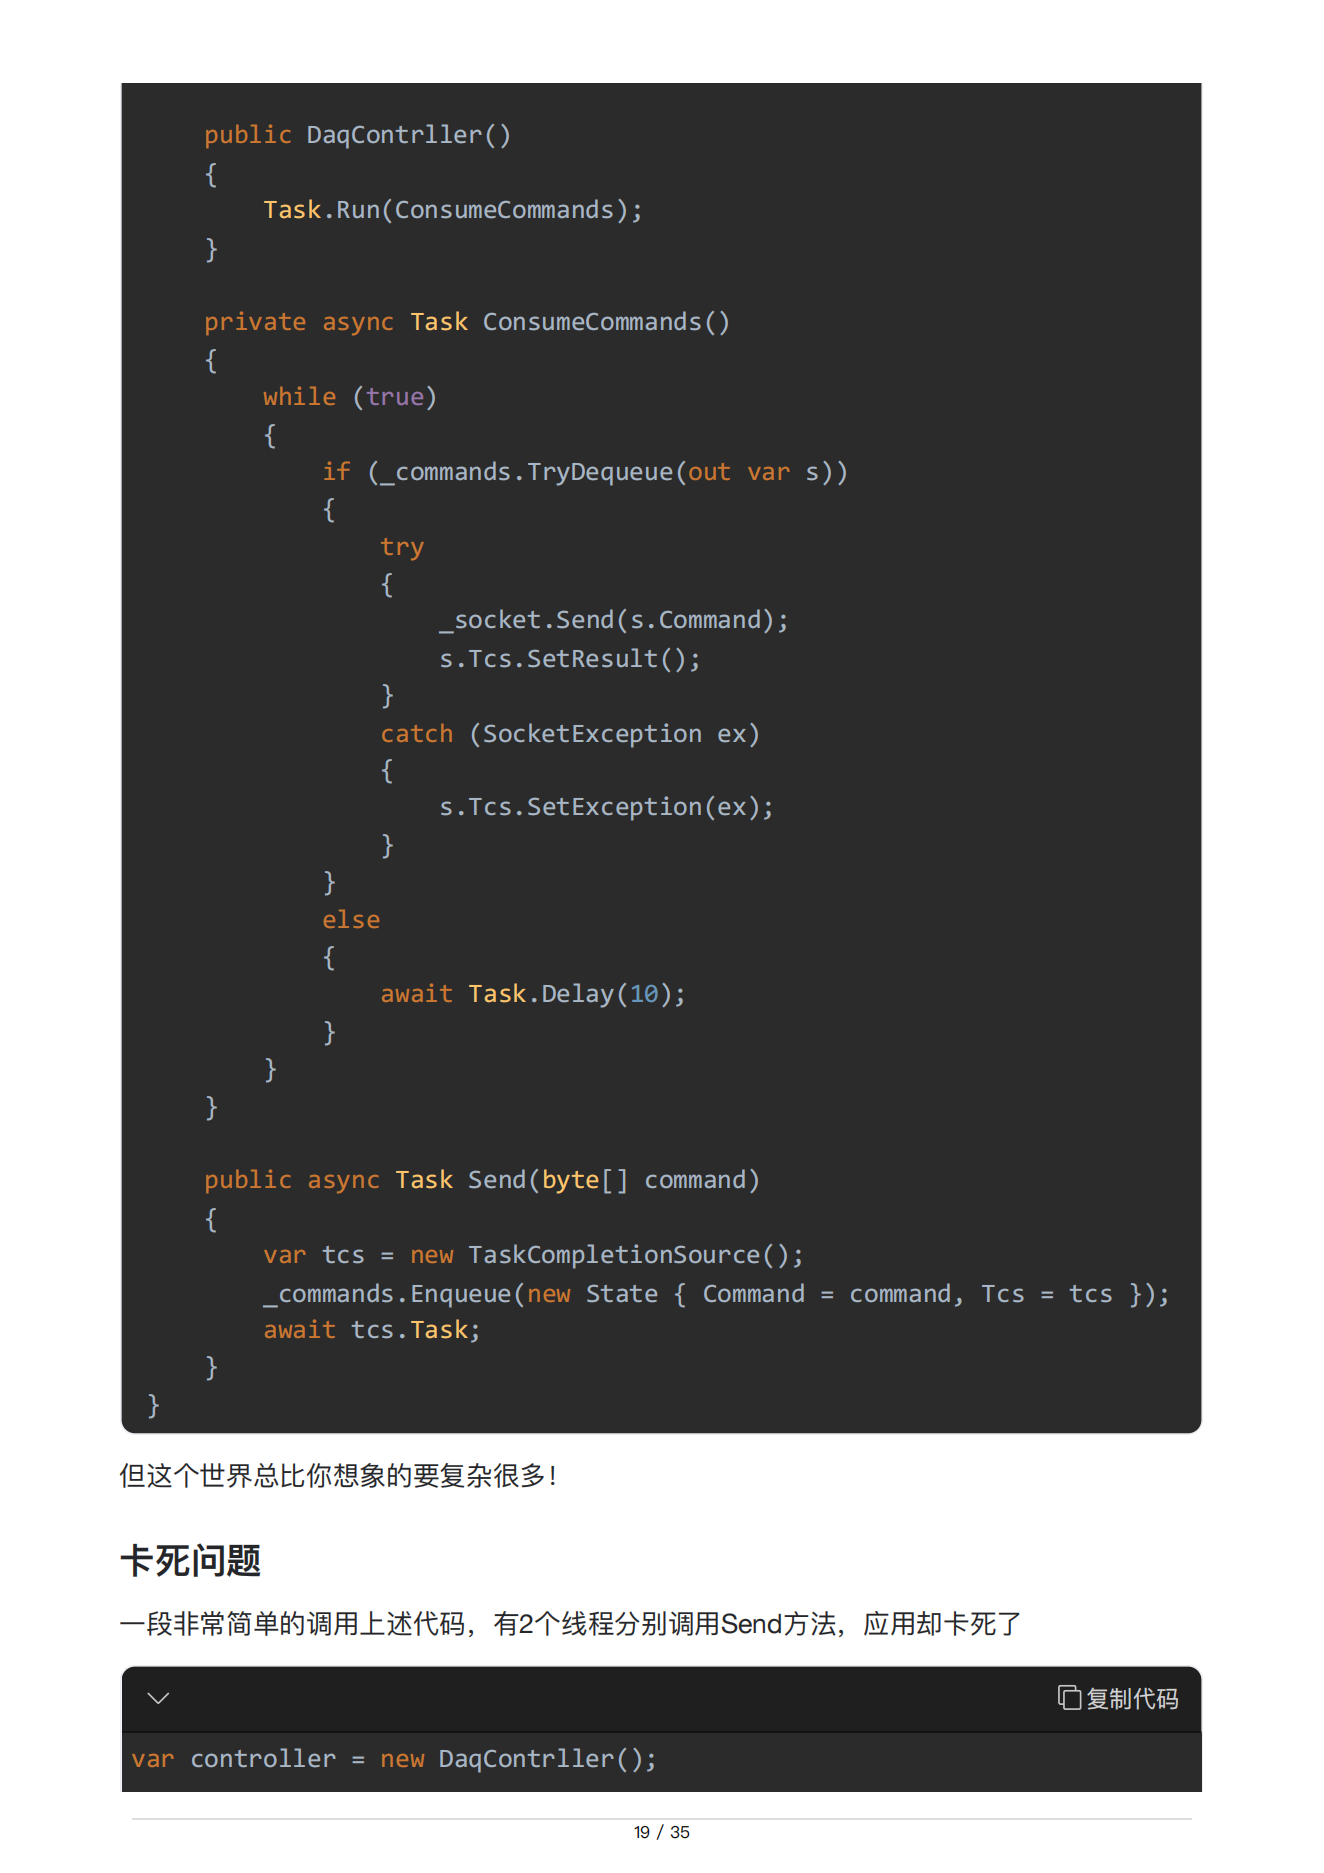 public DaqContrller()
{
Task.Run(ConsumeCommands);
}
private async Task ConsumeCommands()
{
while (true)
{
if (_commands.TryDequeue(out var s))
{
try
{
_socket.Send(s.Command);
s.Tcs.SetResult();
}
catch (SocketException ex)
{
s.Tcs.SetException(ex);
}
}
else
{
await Task.Delay(10);
}
}
}
public async Task Send(byte[] command)
{
var tcs = new TaskCompletionSource();
_commands.Enqueue(new State { Command = command, Tcs = tcs });
await tcs.Task;
}
}
但这个世界总比你想象的要复杂很多！
卡死问题
一段非常简单的调用上述代码，有2个线程分别调用Send方法，应用却卡死了
复制代码
var controller = new DaqContrller();
19 / 35